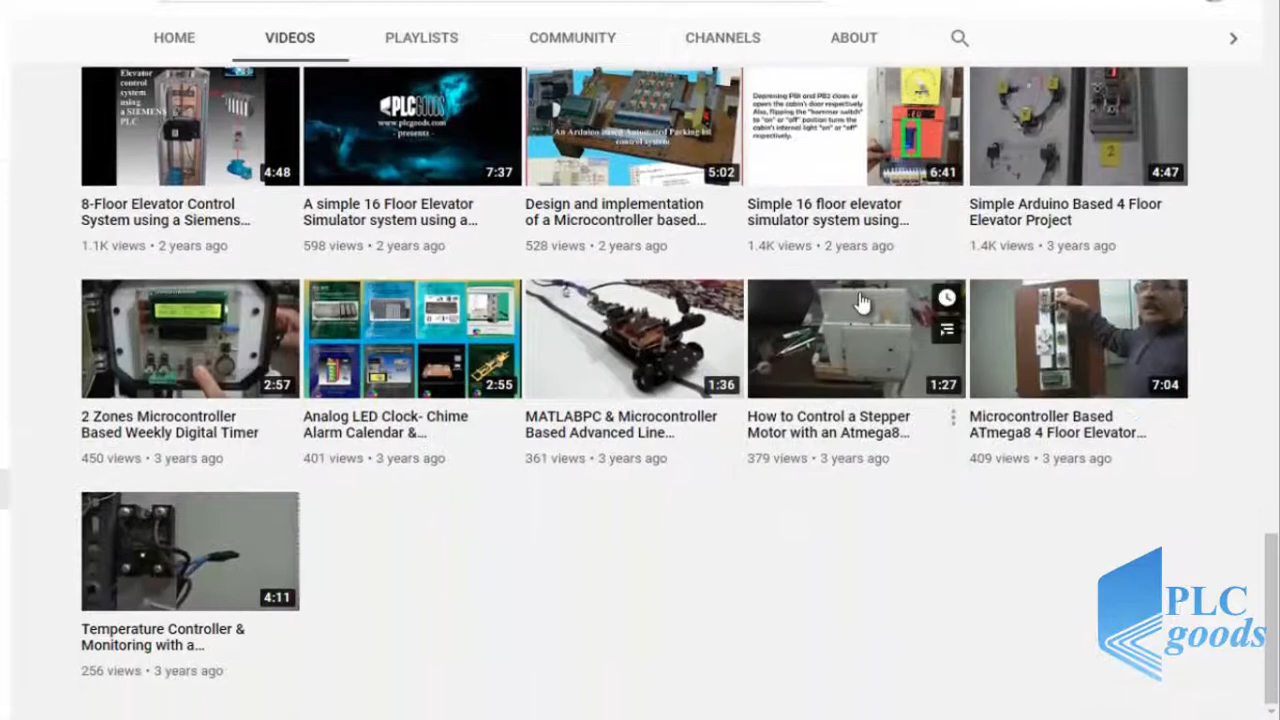 HOME VIDEOS PLAYLISTS COMMUNITY CHANNELS ABOUT
Elevator
control
system
using
a SIEMENS
PLC
4:48
PLCGOODS
www.plcgoods.com
- presents -
7:37
An Arduino based Automated Parking lot
control system
5:02
Depressing PB1 and PB2 closes or
opens the cabin's door respectively
Also, flipping the "hammer switch"
to "on" or "off" position turns the
cabin's internal light "on" or "off"
respectively.
6:41
2
4:47
8-Floor Elevator Control
System using a Siemens...
1.1K views • 2 years ago
A simple 16 Floor Elevator
Simulator system using a...
598 views • 2 years ago
Design and implementation
of a Microcontroller based...
528 views • 2 years ago
Simple 16 floor elevator
simulator system using...
1.4K views • 2 years ago
Simple Arduino Based 4 Floor
Elevator Project
1.4K views • 3 years ago
2:57
2:55
1:36
1:27
7:04
2 Zones Microcontroller
Based Weekly Digital Timer
450 views • 3 years ago
Analog LED Clock- Chime
Alarm Calendar &...
401 views • 3 years ago
MATLABPC & Microcontroller
Based Advanced Line...
361 views • 3 years ago
How to Control a Stepper
Motor with an Atmega8...
379 views • 3 years ago
Microcontroller Based
ATmega8 4 Floor Elevator...
409 views • 3 years ago
4:11
Temperature Controller &
Monitoring with a...
256 views • 3 years ago
PLC
goods